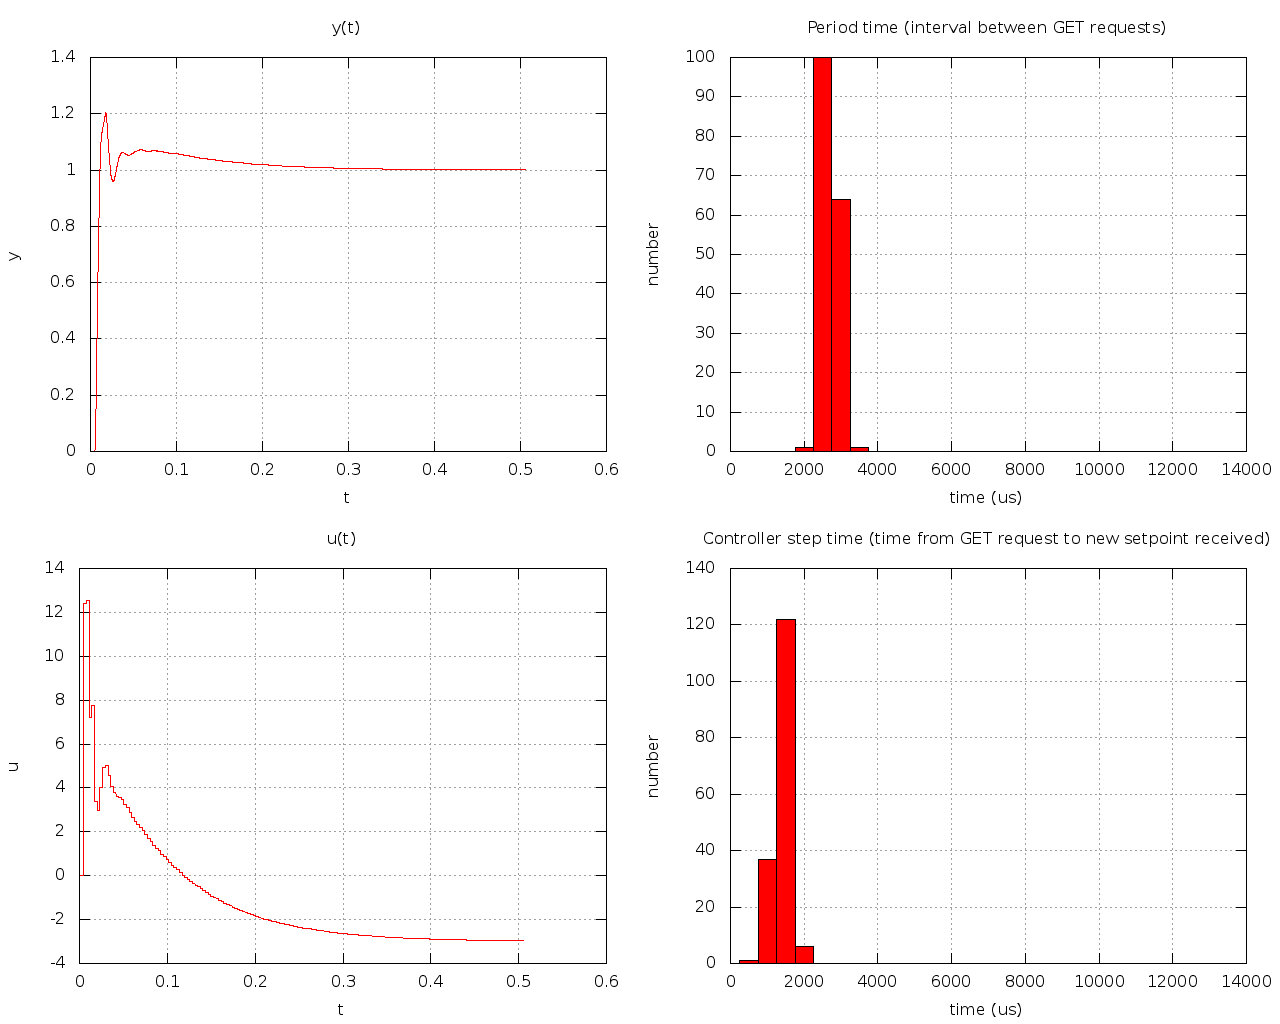 y(t)
1.4
1.2
1
0.8
0.6
0.4
0.2
0
y
0 0.1 0.2 0.3 0.4 0.5 0.6
t
Period time (interval between GET requests)
100
90
80
70
60
50
40
30
20
10
0
number
0 2000 4000 6000 8000 10000 12000 14000
time (us)
u(t)
14
12
10
8
6
4
2
0
-2
-4
u
0 0.1 0.2 0.3 0.4 0.5 0.6
t
Controller step time (time from GET request to new setpoint received)
140
120
100
80
60
40
20
0
number
0 2000 4000 6000 8000 10000 12000 14000
time (us)